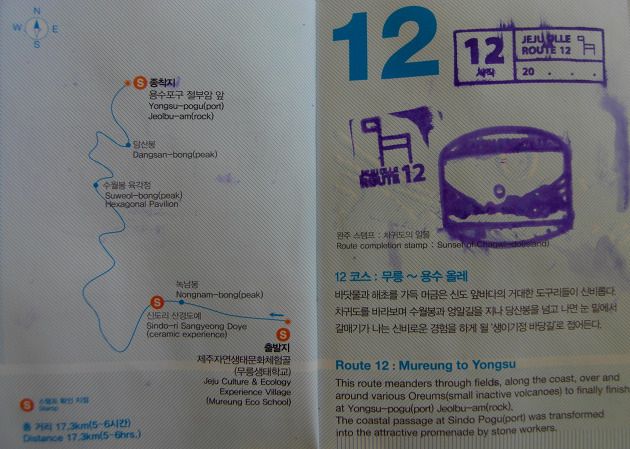 N
W E
S
S 종착지
용수포구 절부암 앞
Yongsu-pogu(port)
Jeolbu-am(rock)
당산봉
Dangsan-bong(peak)
수월봉 육각정
Suweol-bong(peak)
Hexagonal Pavilion
녹남봉
Nongnam-bong(peak)
S
신도리 산경도예
Sindo-ri Sangyeong Doye
(ceramic experience)
S
출발지
제주자연생태문화체험골
(무릉생태학교)
Jeju Culture & Ecology
Experience Village
(Mureung Eco School)
S 스탬프 확인 지점
Stamp
총 거리 17.3km(5~6시간)
Distance 17.3km(5-6hrs.)
12
12
시작
JEJU OLLE
ROUTE 12
20 . . .
JEJU OLLE
ROUTE 12
완주 스탬프 : 차귀도의 일몰
Route completion stamp : Sunset of Chagwi-do(island)
12 코스 : 무릉 ~ 용수 올레
바닷물과 해초를 가득 머금은 신도 앞바다의 거대한 도구리들이 신비롭다.
차귀도를 바라보며 수월봉과 엉알길을 지나 당산봉을 넘고 나면 눈 밑에서
갈매기가 나는 신비로운 경험을 하게 될 '생이기정 바당길'로 접어든다.
Route 12 : Mureung to Yongsu
This route meanders through fields, along the coast, over and
around various Oreums(small inactive volcanoes) to finally finish
at Yongsu-pogu(port) Jeolbu-am(rock).
The coastal passage at Sindo Pogu(port) was transformed
into the attractive promenade by stone workers.